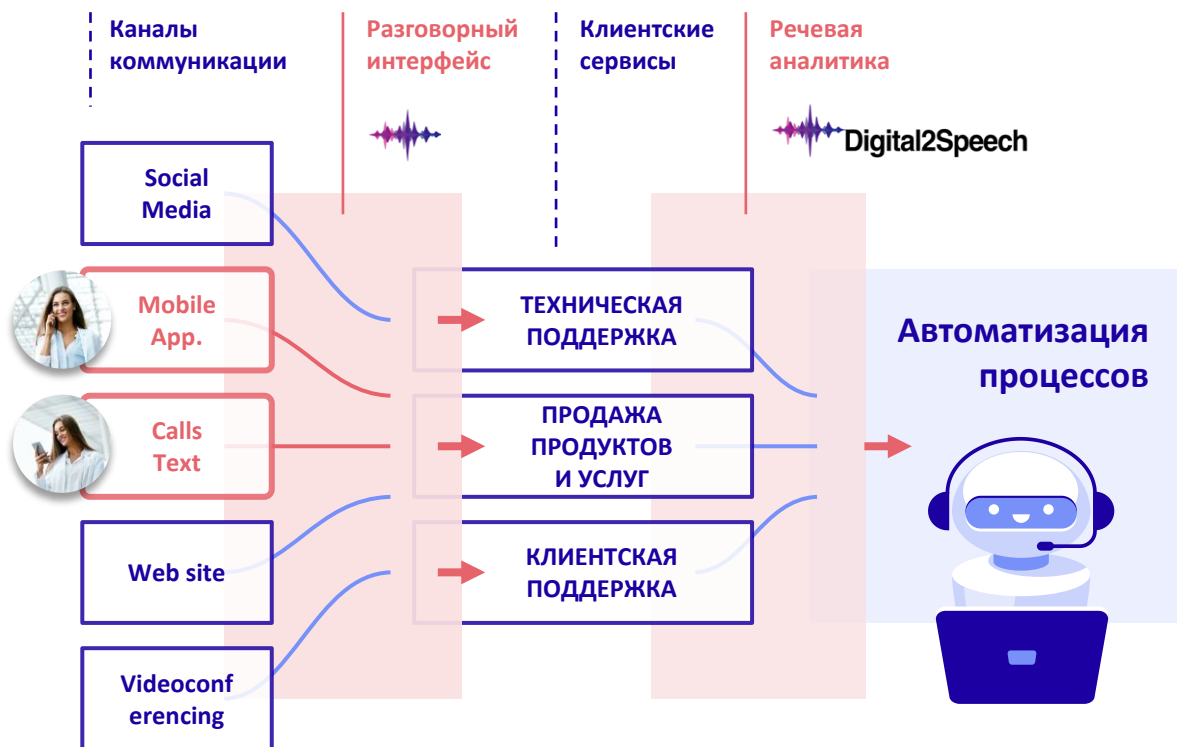 Каналы
коммуникации
Разговорный
интерфейс
Клиентские
сервисы
Речевая
аналитика
Digital2Speech
Social
Media
Mobile
App.
Calls
Text
Web site
Videoconf
erencing
ТЕХНИЧЕСКАЯ
ПОДДЕРЖКА
ПРОДАЖА
ПРОДУКТОВ
И УСЛУГ
КЛИЕНТСКАЯ
ПОДДЕРЖКА
Автоматизация
процессов